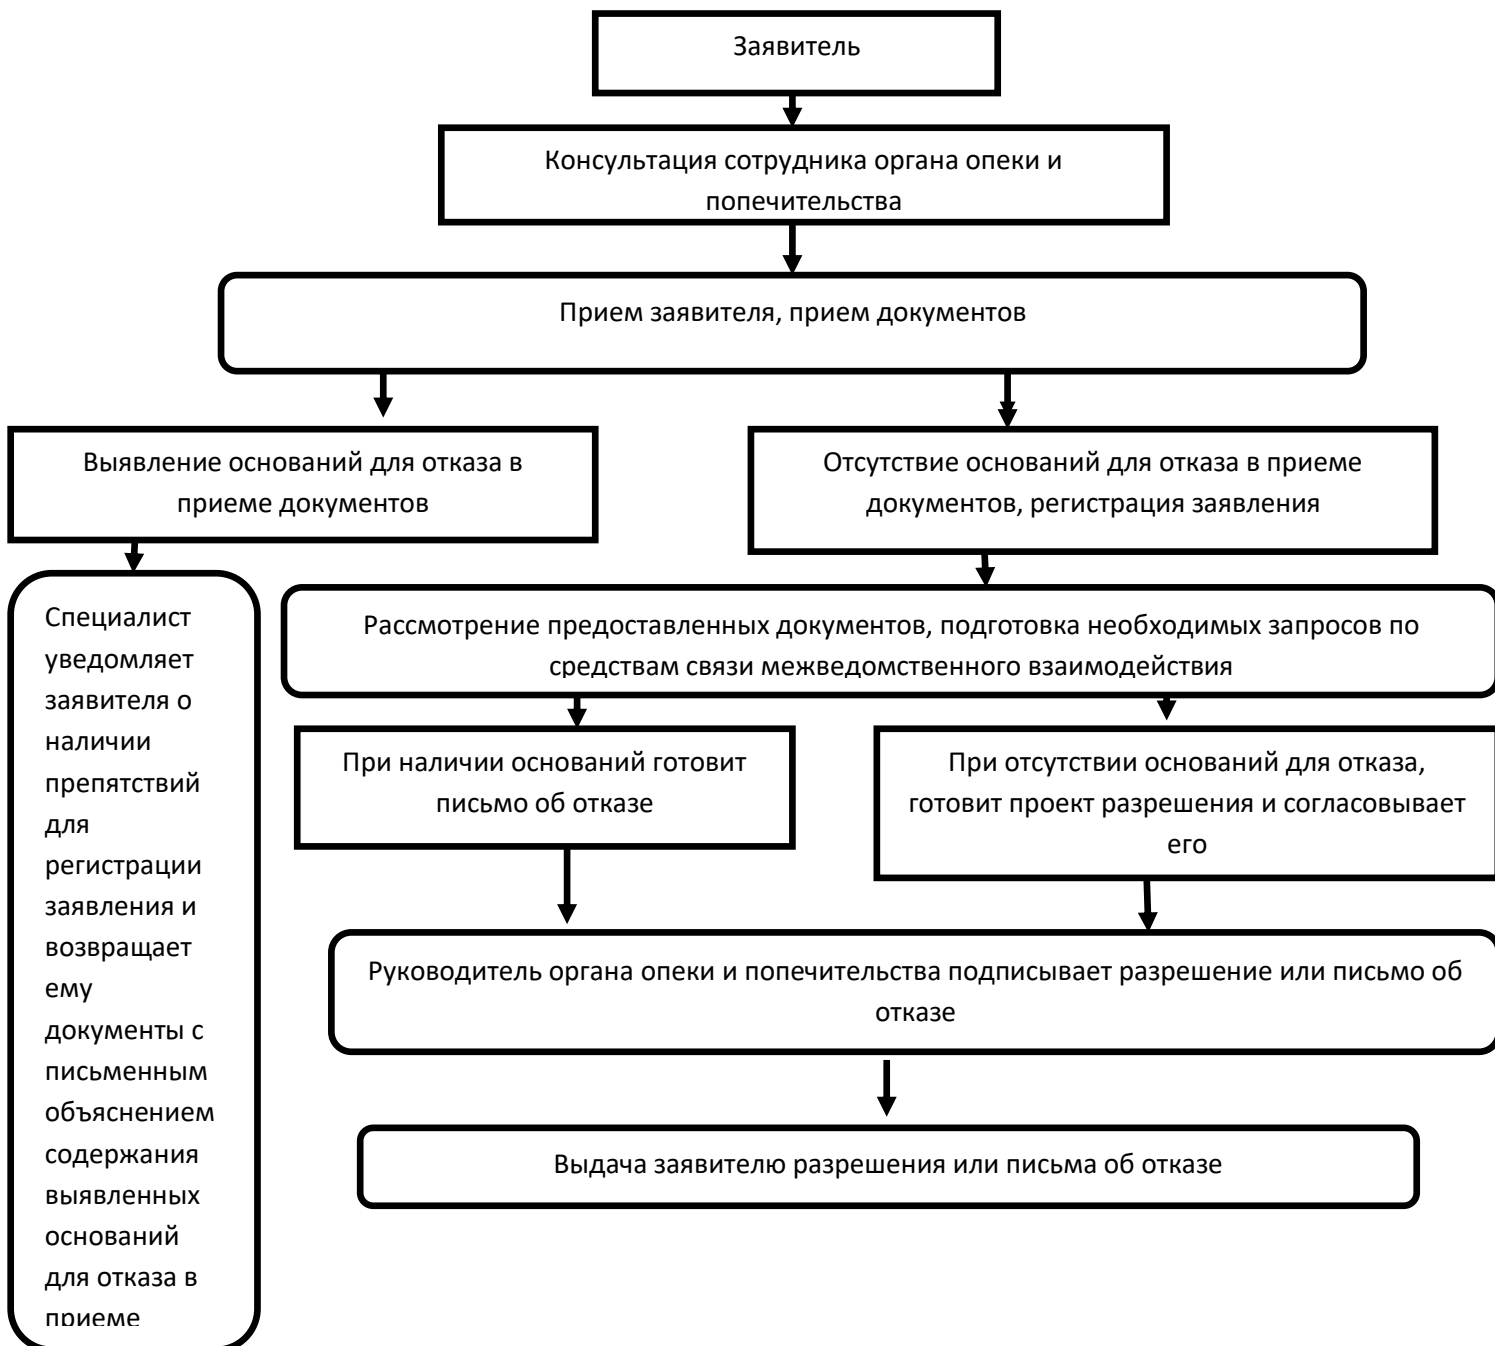 Заявитель
Консультация сотрудника органа опеки и
попечительства
Прием заявителя, прием документов
Выявление оснований для отказа в
приеме документов
Отсутствие оснований для отказа в приеме
документов, регистрация заявления
Специалист
уведомляет
заявителя о
наличии
препятствий
для
регистрации
заявления и
возвращает
ему
документы с
письменным
объяснением
содержания
выявленных
оснований
для отказа в
приеме
Рассмотрение предоставленных документов, подготовка необходимых запросов по
средствам связи межведомственного взаимодействия
При наличии оснований готовит
письмо об отказе
При отсутствии оснований для отказа,
готовит проект разрешения и согласовывает
его
Руководитель органа опеки и попечительства подписывает разрешение или письмо об
отказе
Выдача заявителю разрешения или письма об отказе